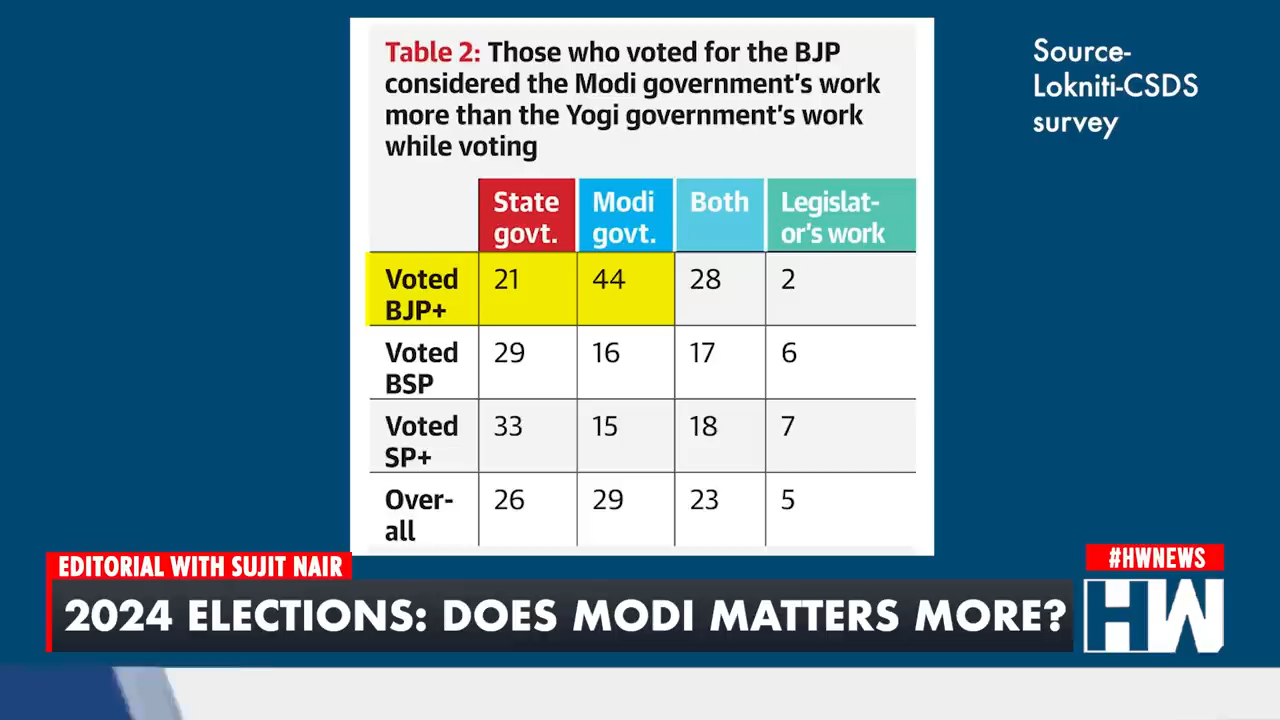 Table 2: Those who voted for the BJP
considered the Modi government's work
more than the Yogi government's work
while voting
Source-
Lokniti-CSDS
survey
State govt. Modi govt. Both Legislat-or's work
Voted BJP+ 21 44 28 2
Voted BSP 29 16 17 6
Voted SP+ 33 15 18 7
Over-all 26 29 23 5
EDITORIAL WITH SUJIT NAIR
2024 ELECTIONS: DOES MODI MATTERS MORE?
#HWNEWS
HW